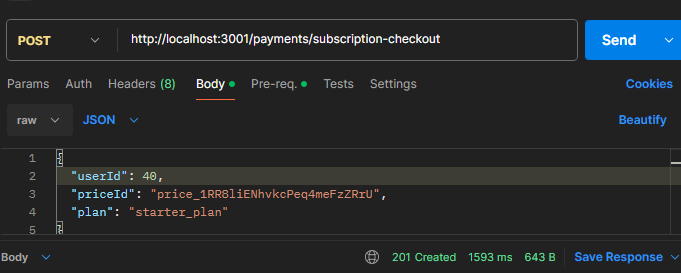 POST http://localhost:3001/payments/subscription-checkout Send
Params Auth Headers (8) Body Pre-req. Tests Settings Cookies
raw JSON Beautify
1 {
2 "userId": 40,
3 "priceId": "price_1RR8liENhvkcPeq4meFzZRrU",
4 "plan": "starter_plan"
5 }
Body 201 Created 1593 ms 643 B Save Response